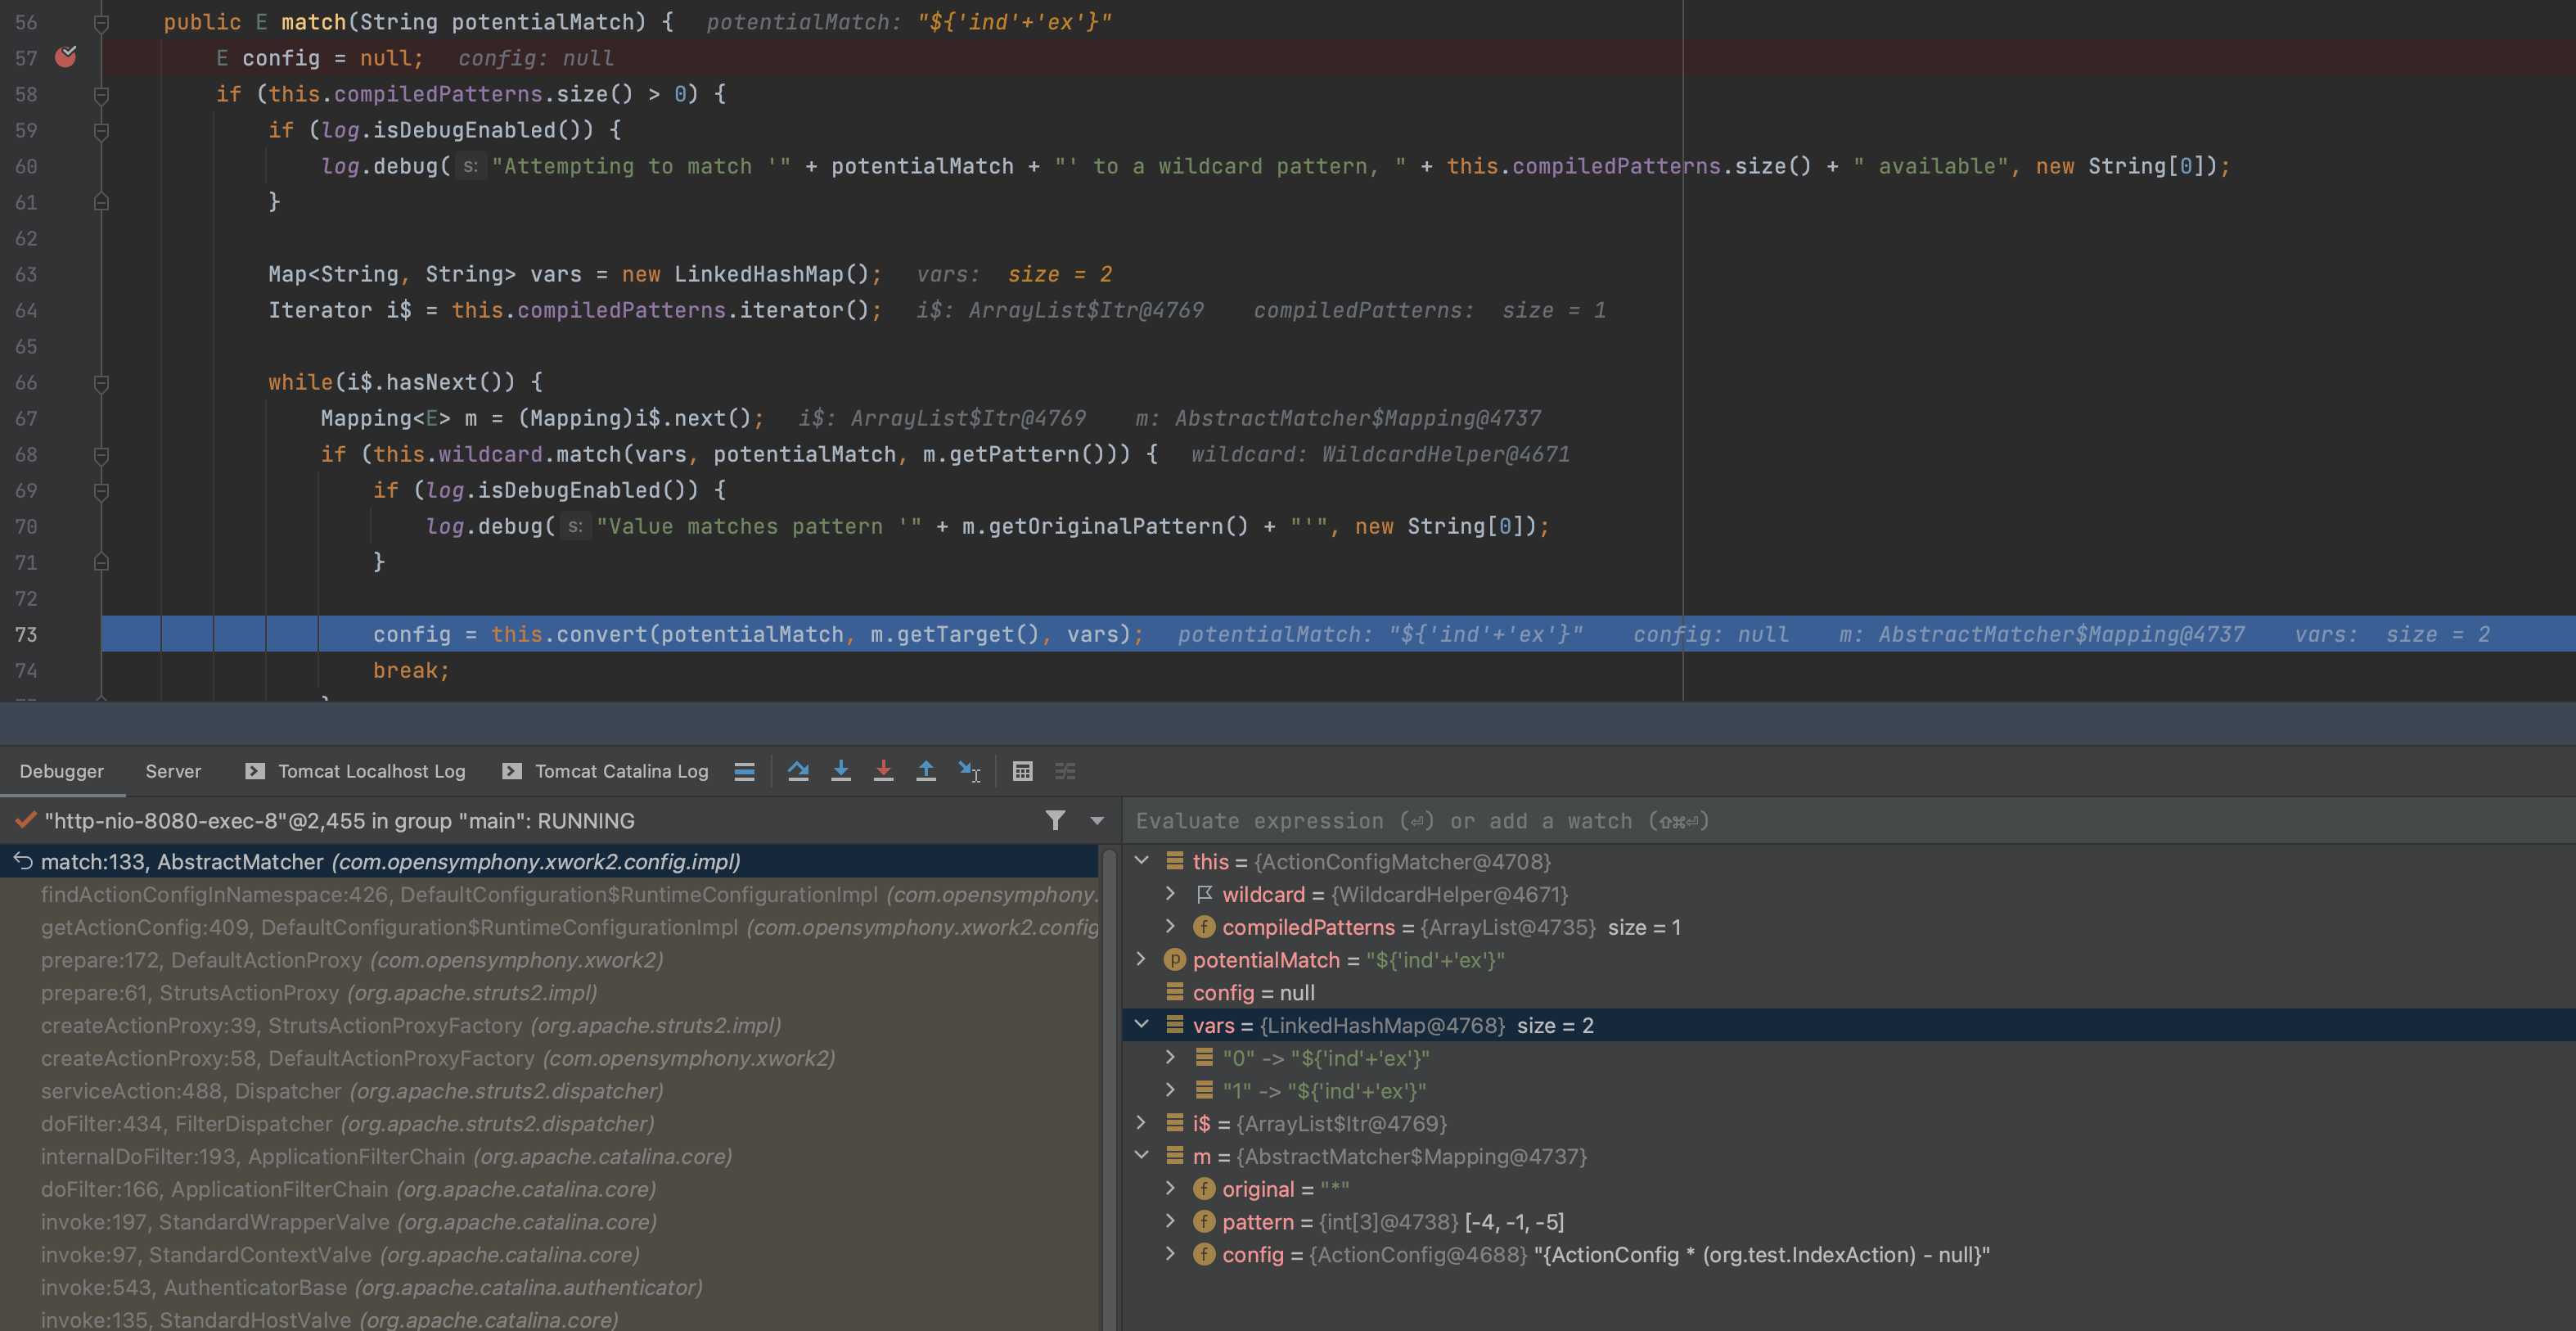 56 public E match(String potentialMatch) { potentialMatch: "${'ind'+'ex'}"
57 E config = null; config: null
58 if (this.compiledPatterns.size() > 0) {
59 if (log.isDebugEnabled()) {
60 log.debug( s: "Attempting to match '" + potentialMatch + "' to a wildcard pattern, " + this.compiledPatterns.size() + " available", new String[0]);
61 }
62
63 Map<String, String> vars = new LinkedHashMap(); vars: size = 2
64 Iterator i$ = this.compiledPatterns.iterator(); i$: ArrayList$Itr@4769 compiledPatterns: size = 1
65
66 while(i$.hasNext()) {
67 Mapping<E> m = (Mapping)i$.next(); i$: ArrayList$Itr@4769 m: AbstractMatcher$Mapping@4737
68 if (this.wildcard.match(vars, potentialMatch, m.getPattern())) { wildcard: WildcardHelper@4671
69 if (log.isDebugEnabled()) {
70 log.debug( s: "Value matches pattern '" + m.getOriginalPattern() + "'", new String[0]);
71 }
72
73 config = this.convert(potentialMatch, m.getTarget(), vars); potentialMatch: "${'ind'+'ex'}" config: null m: AbstractMatcher$Mapping@4737 vars: size = 2
74 break;
Debugger Server Tomcat Localhost Log Tomcat Catalina Log
"http-nio-8080-exec-8"@2,455 in group "main": RUNNING
match:133, AbstractMatcher (com.opensymphony.xwork2.config.impl)
findActionConfigInNamespace:426, DefaultConfiguration$RuntimeConfigurationImpl (com.opensymphony.
getActionConfig:409, DefaultConfiguration$RuntimeConfigurationImpl (com.opensymphony.xwork2.config
prepare:172, DefaultActionProxy (com.opensymphony.xwork2)
prepare:61, StrutsActionProxy (org.apache.struts2.impl)
createActionProxy:39, StrutsActionProxyFactory (org.apache.struts2.impl)
createActionProxy:58, DefaultActionProxyFactory (com.opensymphony.xwork2)
serviceAction:488, Dispatcher (org.apache.struts2.dispatcher)
doFilter:434, FilterDispatcher (org.apache.struts2.dispatcher)
internalDoFilter:193, ApplicationFilterChain (org.apache.catalina.core)
doFilter:166, ApplicationFilterChain (org.apache.catalina.core)
invoke:197, StandardWrapperValve (org.apache.catalina.core)
invoke:97, StandardContextValve (org.apache.catalina.core)
invoke:543, AuthenticatorBase (org.apache.catalina.authenticator)
invoke:135, StandardHostValve (org.apache.catalina.core)
Evaluate expression (⏎) or add a watch (⇧⌘⏎)
this = {ActionConfigMatcher@4708}
wildcard = {WildcardHelper@4671}
f compiledPatterns = {ArrayList@4735} size = 1
p potentialMatch = "${'ind'+'ex'}"
config = null
vars = {LinkedHashMap@4768} size = 2
"0" -> "${'ind'+'ex'}"
"1" -> "${'ind'+'ex'}"
i$ = {ArrayList$Itr@4769}
m = {AbstractMatcher$Mapping@4737}
f original = "*"
f pattern = {int[3]@4738} [-4, -1, -5]
f config = {ActionConfig@4688} "{ActionConfig * (org.test.IndexAction) - null}"